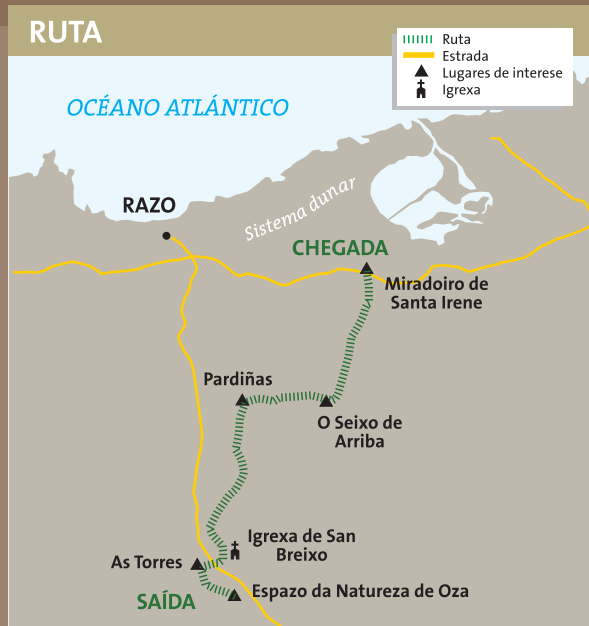 RUTA
Ruta
Estrada
Lugares de interese
Igrexa
OCÉANO ATLÁNTICO
RAZO
Sistema dunar
CHEGADA
Miradoiro de
Santa Irene
Pardiñas
O Seixo de
Arriba
Igrexa de San
Breixo
As Torres
Espazo da Natureza de Oza
SAÍDA